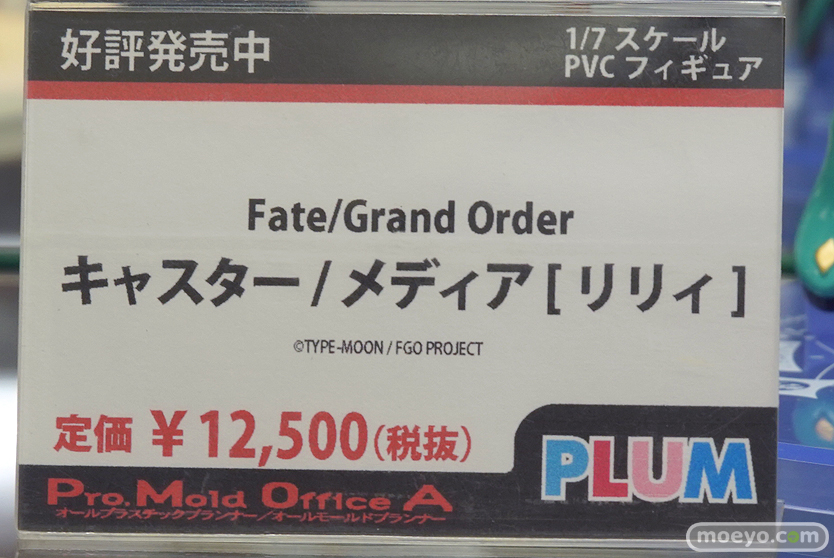 好評発売中
1/7 スケール
PVC フィギュア
Fate/Grand Order
キャスター / メディア [ リリィ ]
©TYPE-MOON / FGO PROJECT
定価 ¥ 12,500(税抜)
PLUM
Pro.Mold Office A
オールプラスチックプランナー/オールモールドプランナー
moeyo.com